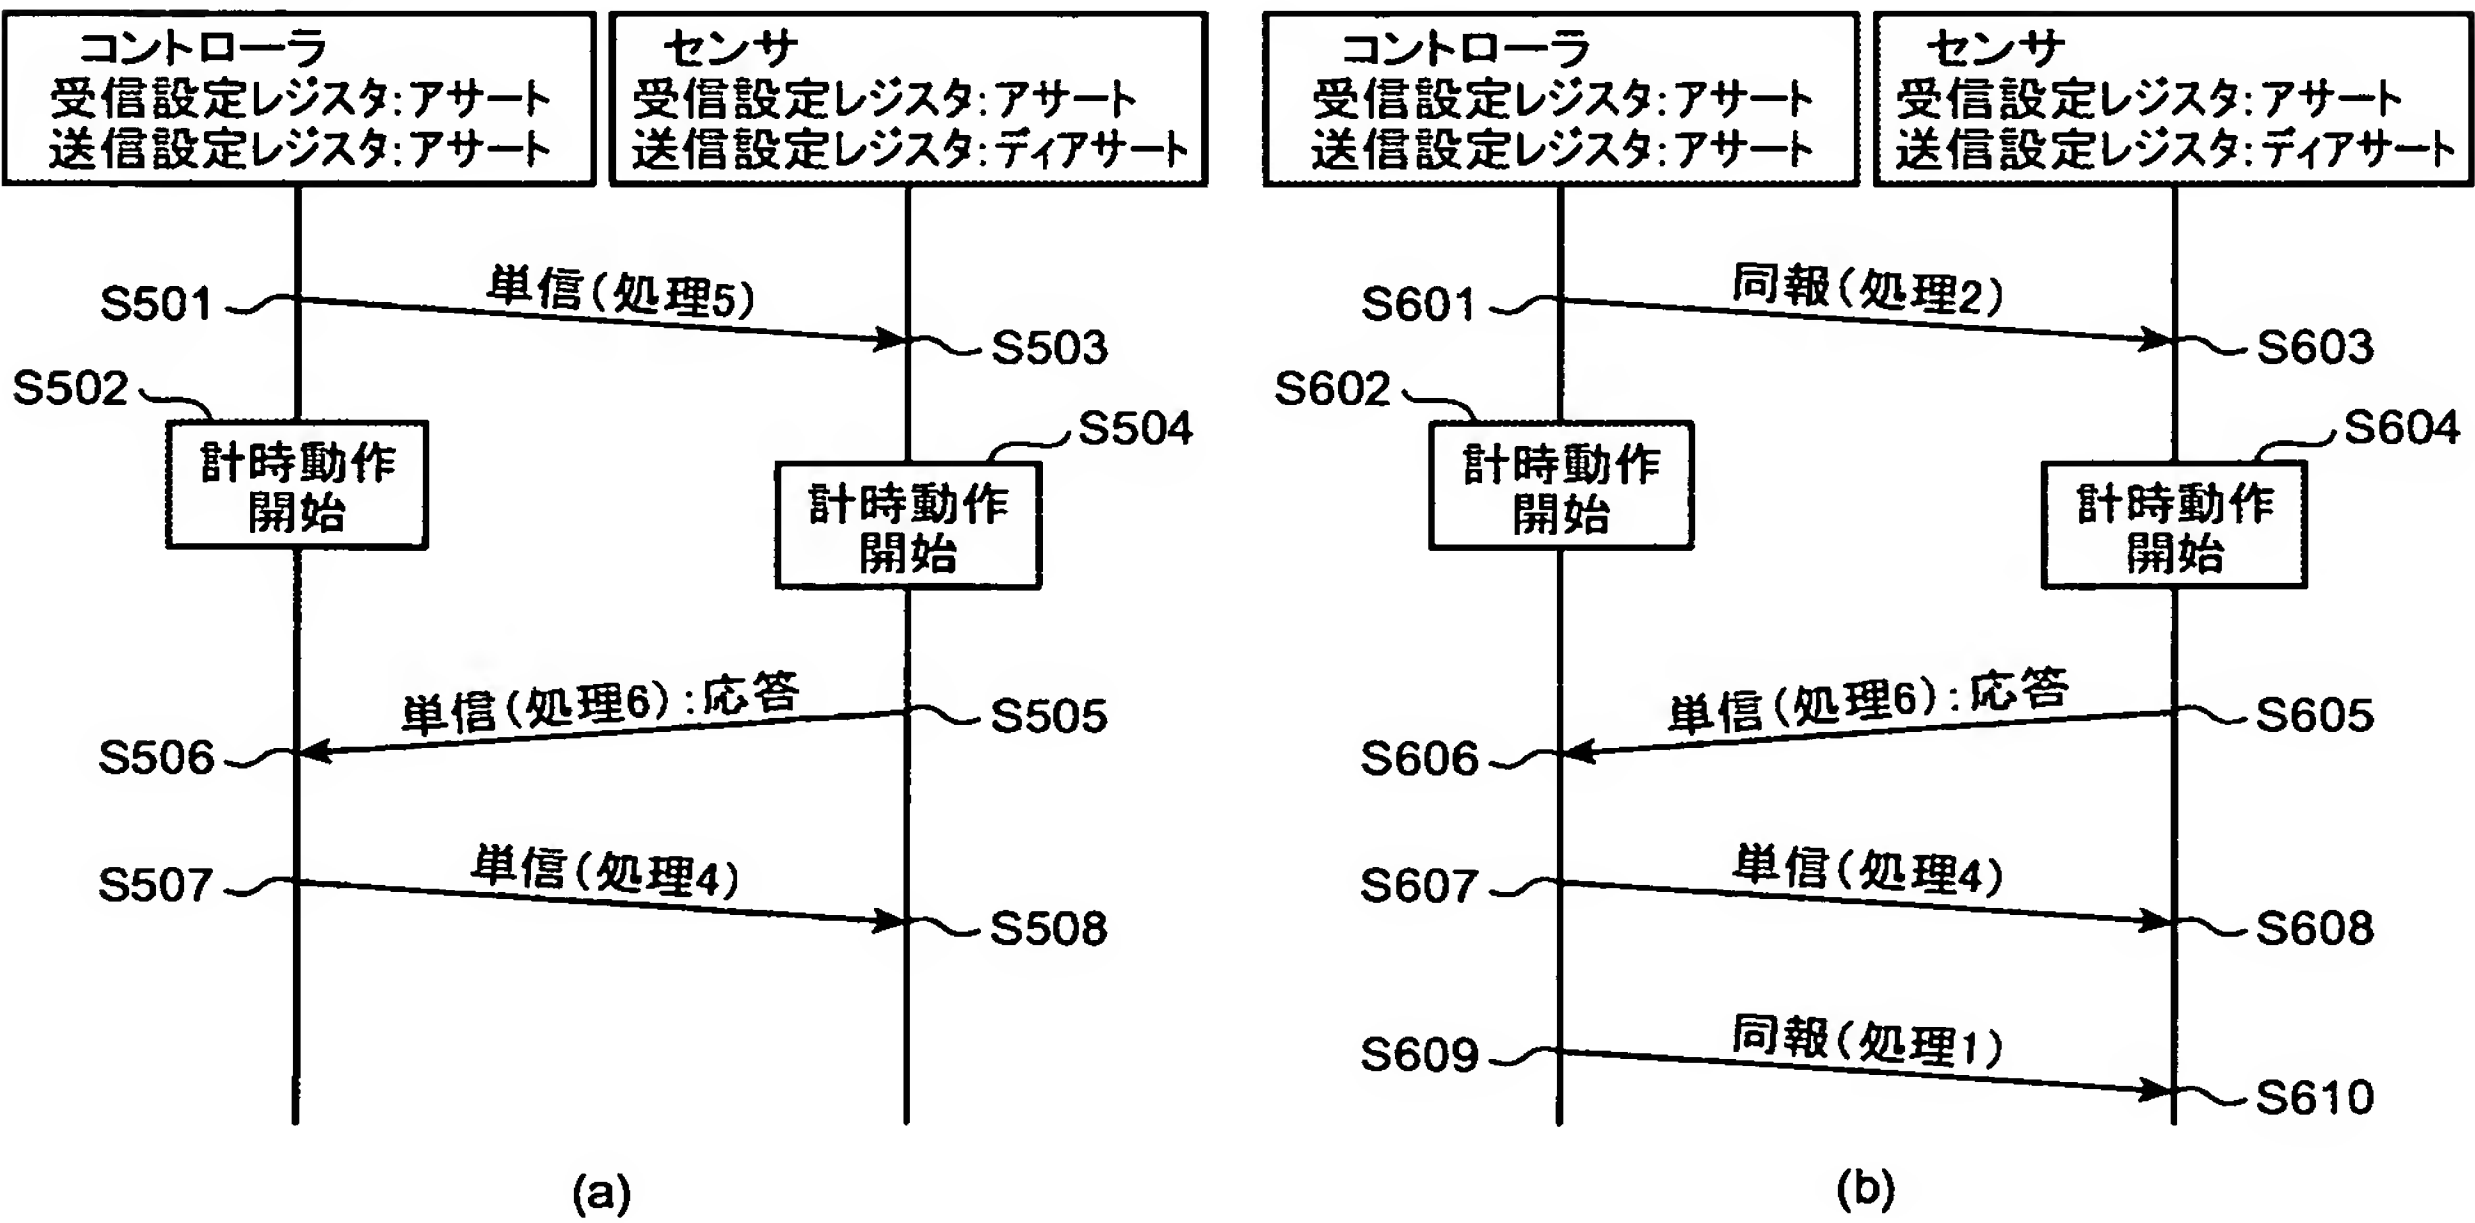 コントローラ
受信設定レジスタ:アサート
送信設定レジスタ:アサート
センサ
受信設定レジスタ:アサート
送信設定レジスタ:ディアサート
S501
単信(処理5)
S503
S502
計時動作
開始
S504
計時動作
開始
単信(処理6):応答
S505
S506
S507
単信(処理4)
S508
(a)
コントローラ
受信設定レジスタ:アサート
送信設定レジスタ:アサート
センサ
受信設定レジスタ:アサート
送信設定レジスタ:ディアサート
S601
同報(処理2)
S603
S602
計時動作
開始
S604
計時動作
開始
単信(処理6):応答
S605
S606
S607
単信(処理4)
S608
S609
同報(処理1)
S610
(b)